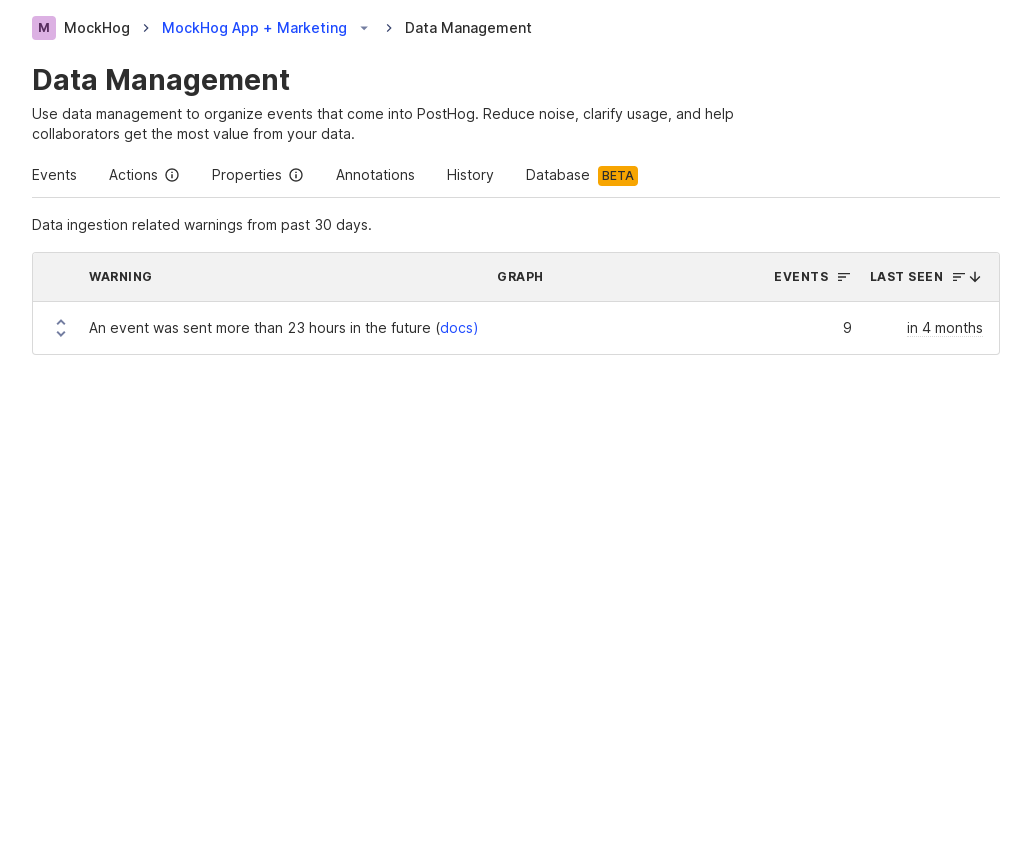 M MockHog MockHog App + Marketing Data Management
Data Management
Use data management to organize events that come into PostHog. Reduce noise, clarify usage, and help
collaborators get the most value from your data.
Events Actions Properties Annotations History Database BETA
Data ingestion related warnings from past 30 days.
WARNING GRAPH EVENTS LAST SEEN
An event was sent more than 23 hours in the future (docs) 9 in 4 months